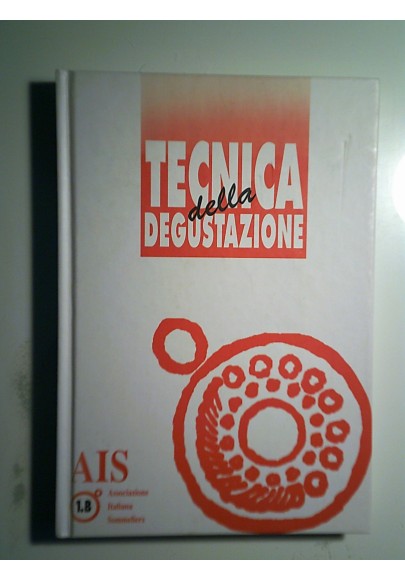 TECNICA
della
DEGUSTAZIONE
AIS
1.B
Associazione
Italiana
Sommeliers